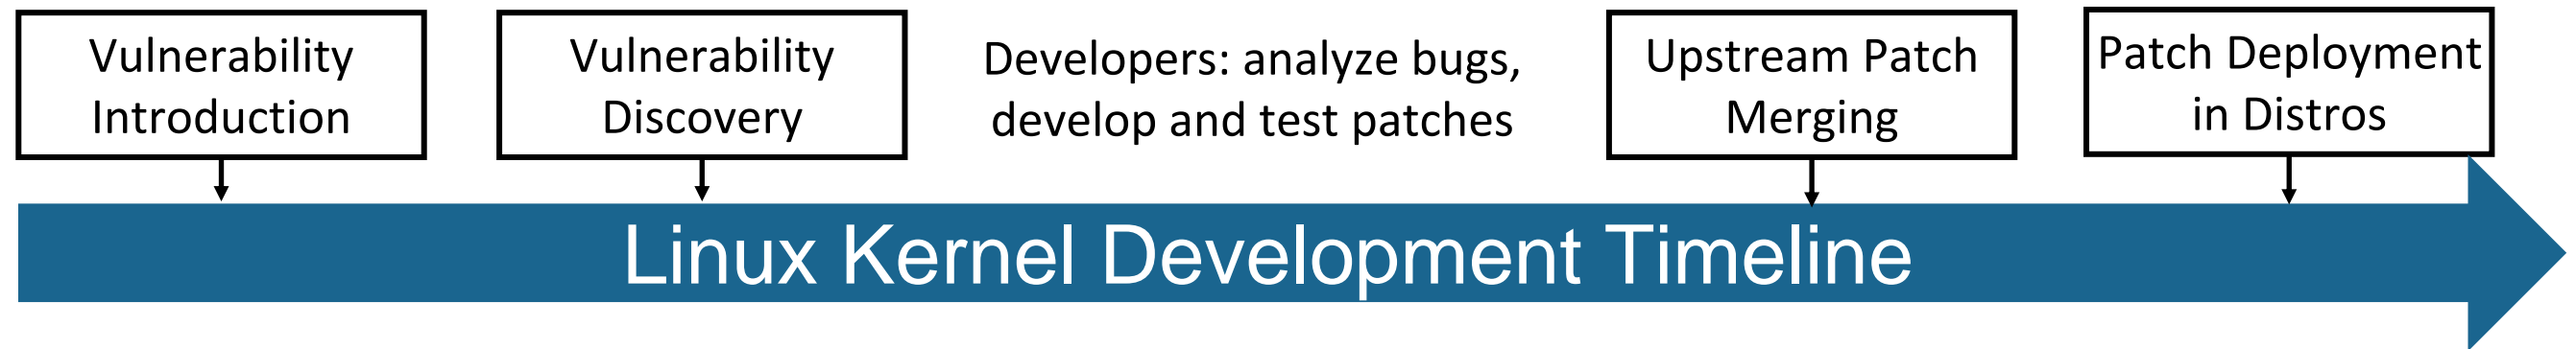 Vulnerability
Introduction
Vulnerability
Discovery
Developers: analyze bugs,
develop and test patches
Upstream Patch
Merging
Patch Deployment
in Distros
Linux Kernel Development Timeline